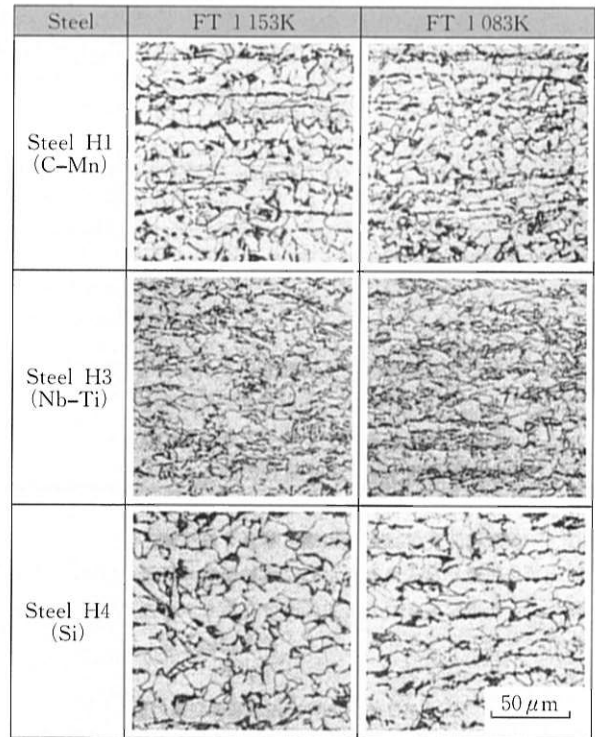 Steel FT 1 153K FT 1 083K
Steel H1
(C-Mn)
Steel H3
(Nb-Ti)
Steel H4
(Si)
50 μm